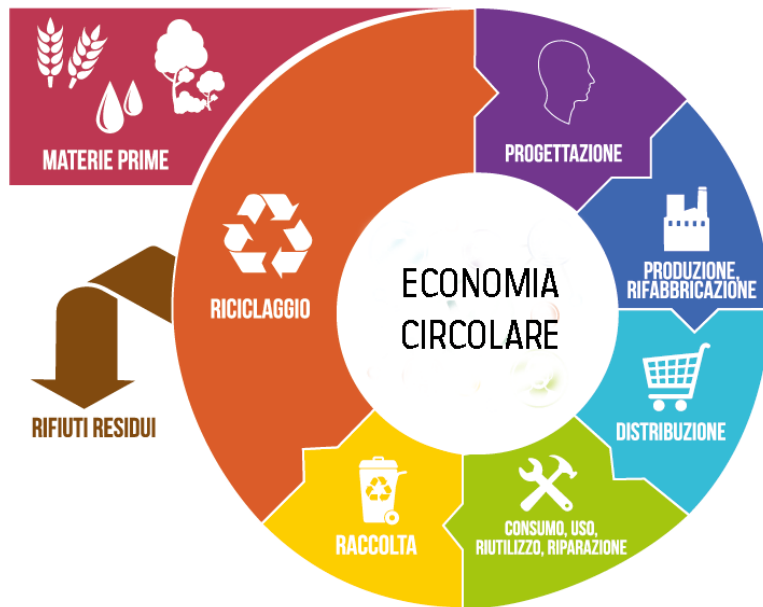 MATERIE PRIME
PROGETTAZIONE
PRODUZIONE,
RIFABBRICAZIONE
DISTRIBUZIONE
CONSUMO, USO,
RIUTILIZZO, RIPARAZIONE
RACCOLTA
RICICLAGGIO
RIFIUTI RESIDUI
ECONOMIA
CIRCOLARE